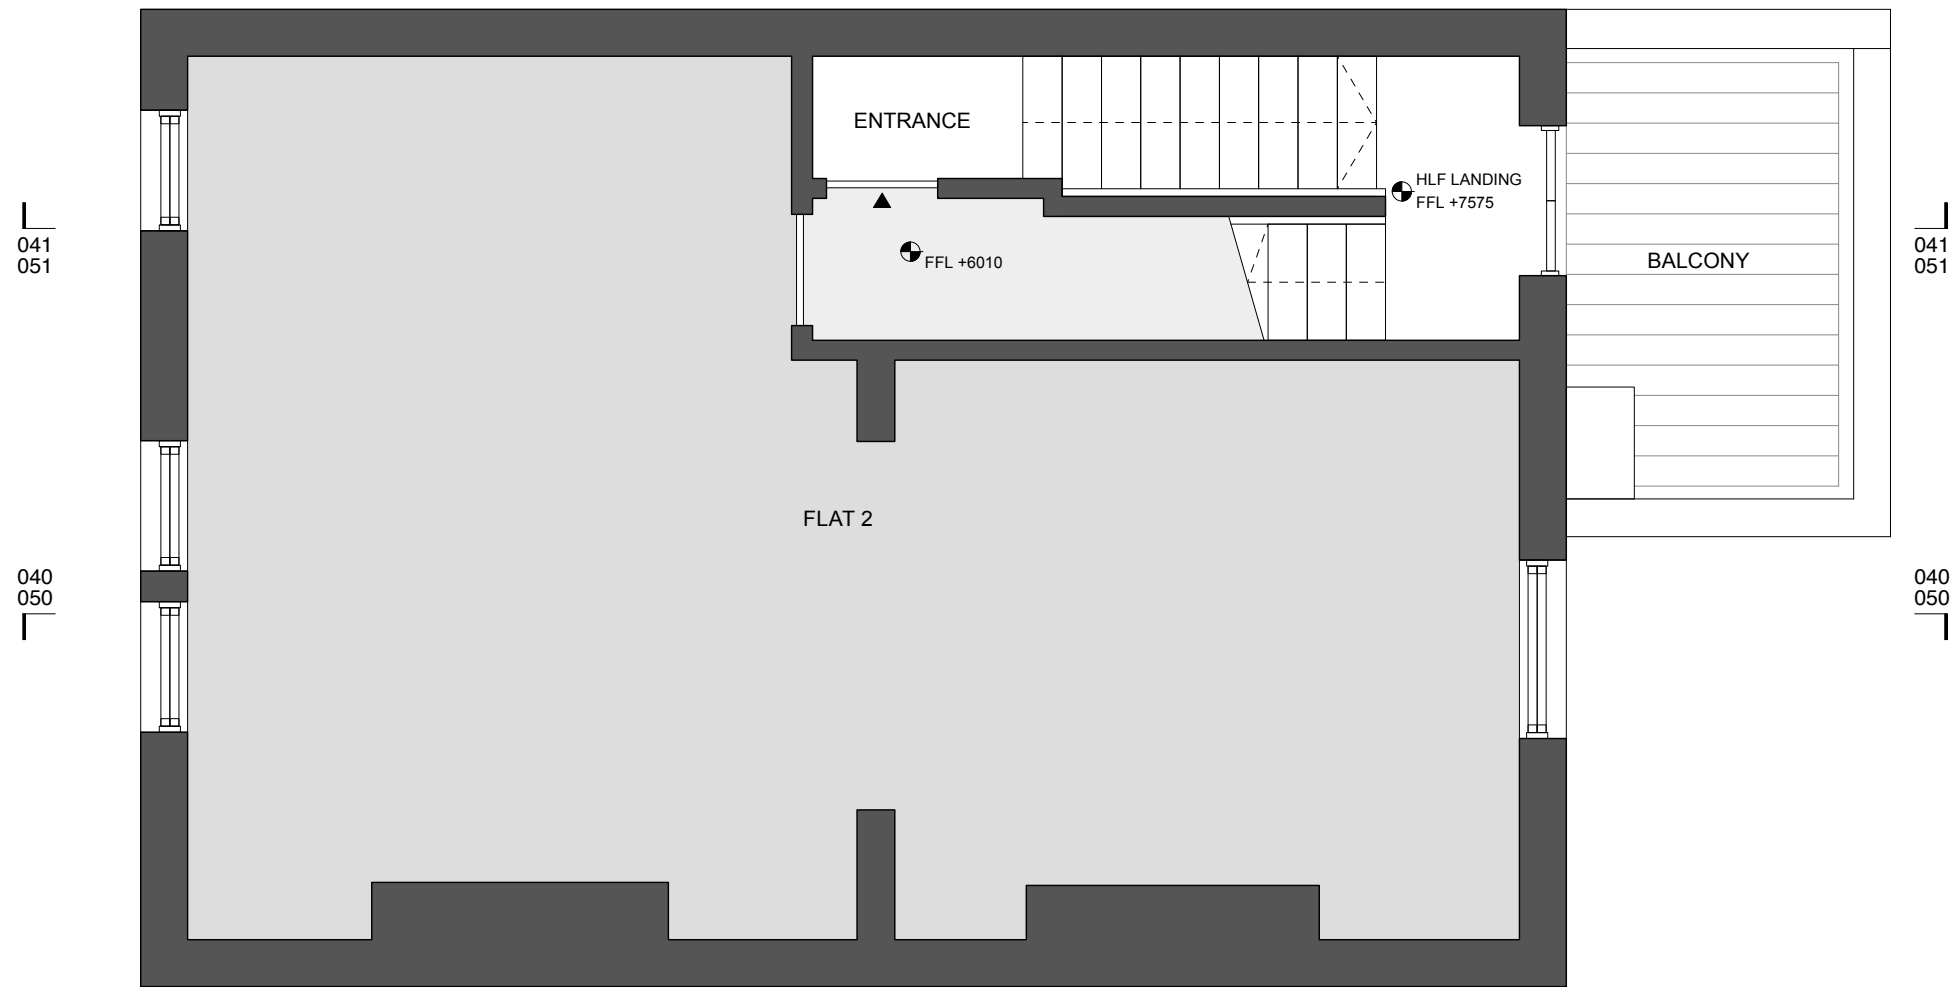 ENTRANCE
HLF LANDING
FFL +7575
041
051
FFL +6010
BALCONY
041
051
FLAT 2
040
050
040
050